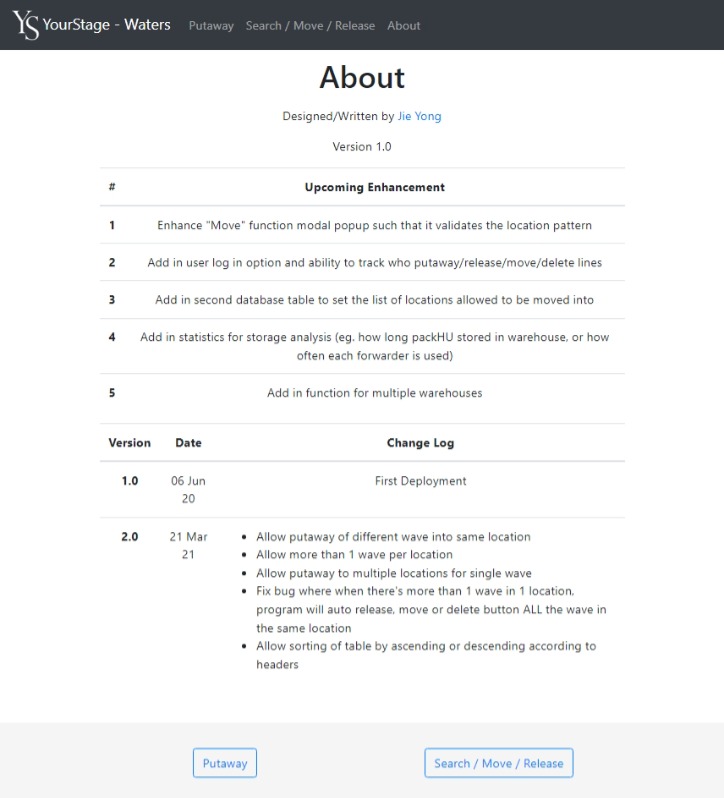 YS YourStage - Waters Putaway Search / Move / Release About
About
Designed/Written by Jie Yong
Version 1.0
# Upcoming Enhancement
1 Enhance "Move" function modal popup such that it validates the location pattern
2 Add in user log in option and ability to track who putaway/release/move/delete lines
3 Add in second database table to set the list of locations allowed to be moved into
4 Add in statistics for storage analysis (eg. how long packHU stored in warehouse, or how
often each forwarder is used)
5 Add in function for multiple warehouses
Version Date Change Log
1.0 06 Jun First Deployment
20
2.0 21 Mar • Allow putaway of different wave into same location
21 • Allow more than 1 wave per location
• Allow putaway to multiple locations for single wave
• Fix bug where when there's more than 1 wave in 1 location,
program will auto release, move or delete button ALL the wave in
the same location
• Allow sorting of table by ascending or descending according to
headers
Putaway Search / Move / Release